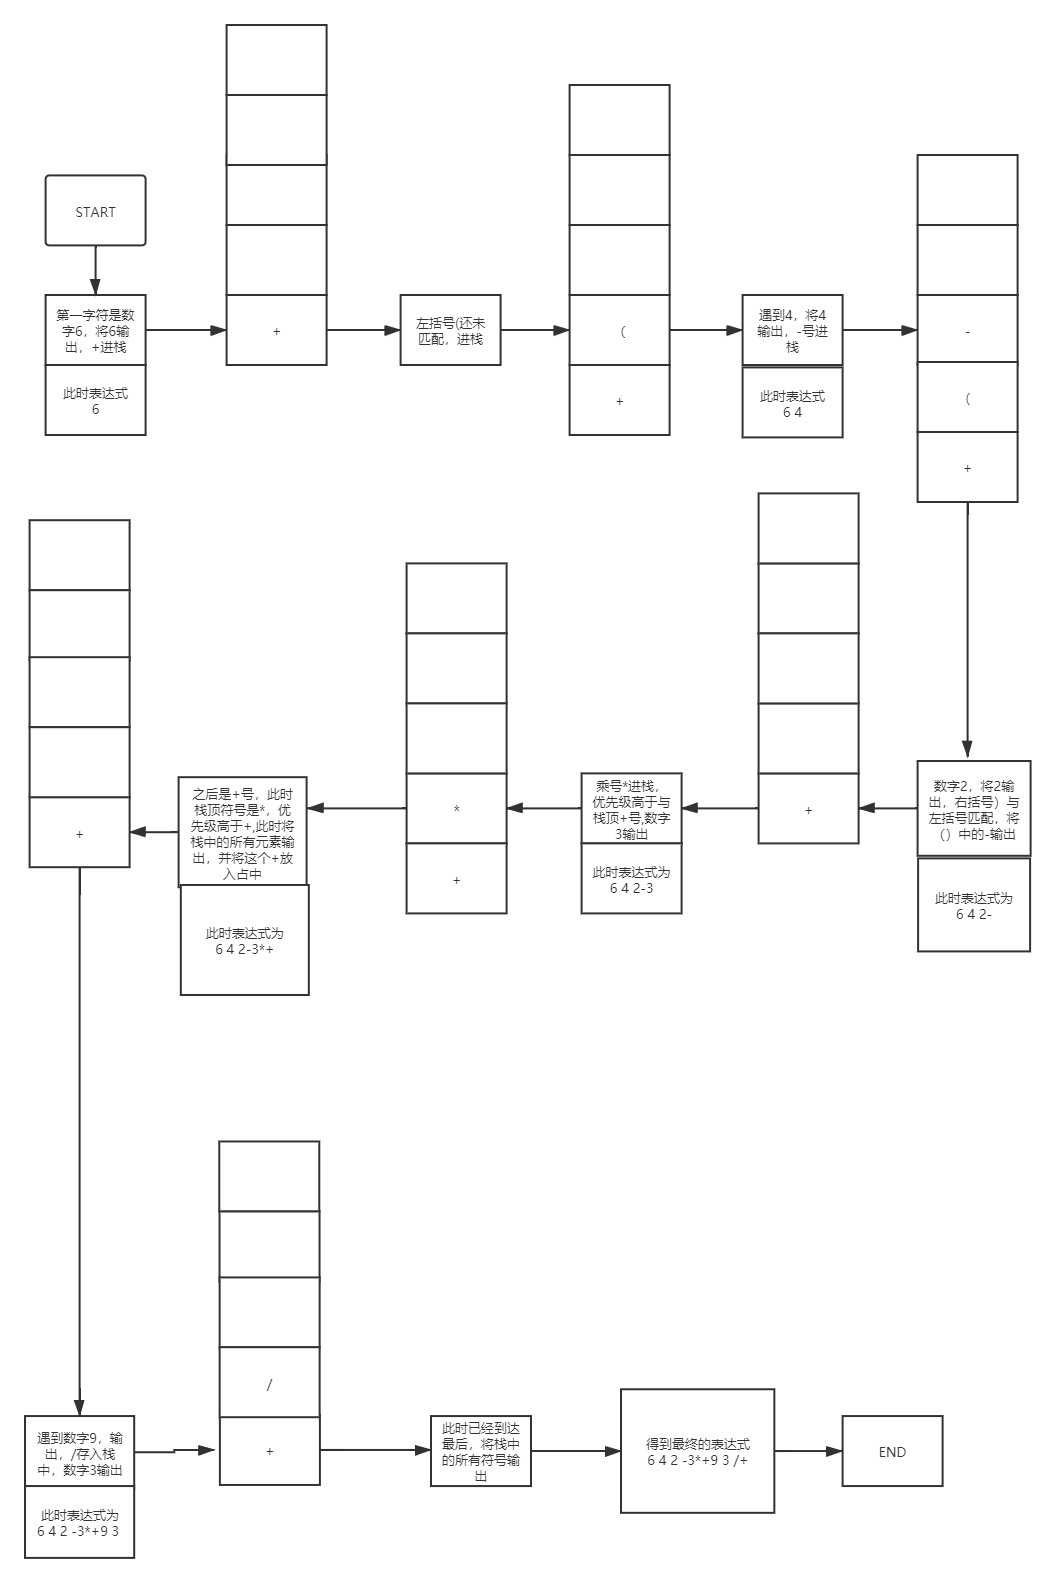 START
第一字符是数
字6，将6输
出，+进栈
此时表达式
6
+
左括号(还未
匹配，进栈
(
+
遇到4，将4
输出，-号进
栈
此时表达式
6 4
-
(
+
数字2，将2输
出，右括号）与
左括号匹配，将
（）中的-输出
此时表达式为
6 4 2-
+
乘号*进栈，
优先级高于与
栈顶+号,数字
3输出
此时表达式为
6 4 2-3
*
+
之后是+号，此时
栈顶符号是*，优
先级高于+,此时将
栈中的所有元素输
出，并将这个+放
入占中
此时表达式为
6 4 2-3*+
+
遇到数字9，输
出，/存入栈
中，数字3输出
此时表达式为
6 4 2 -3*+9 3
/
+
此时已经到达
最后，将栈中
的所有符号输
出
得到最终的表达式
6 4 2 -3*+9 3 /+
END